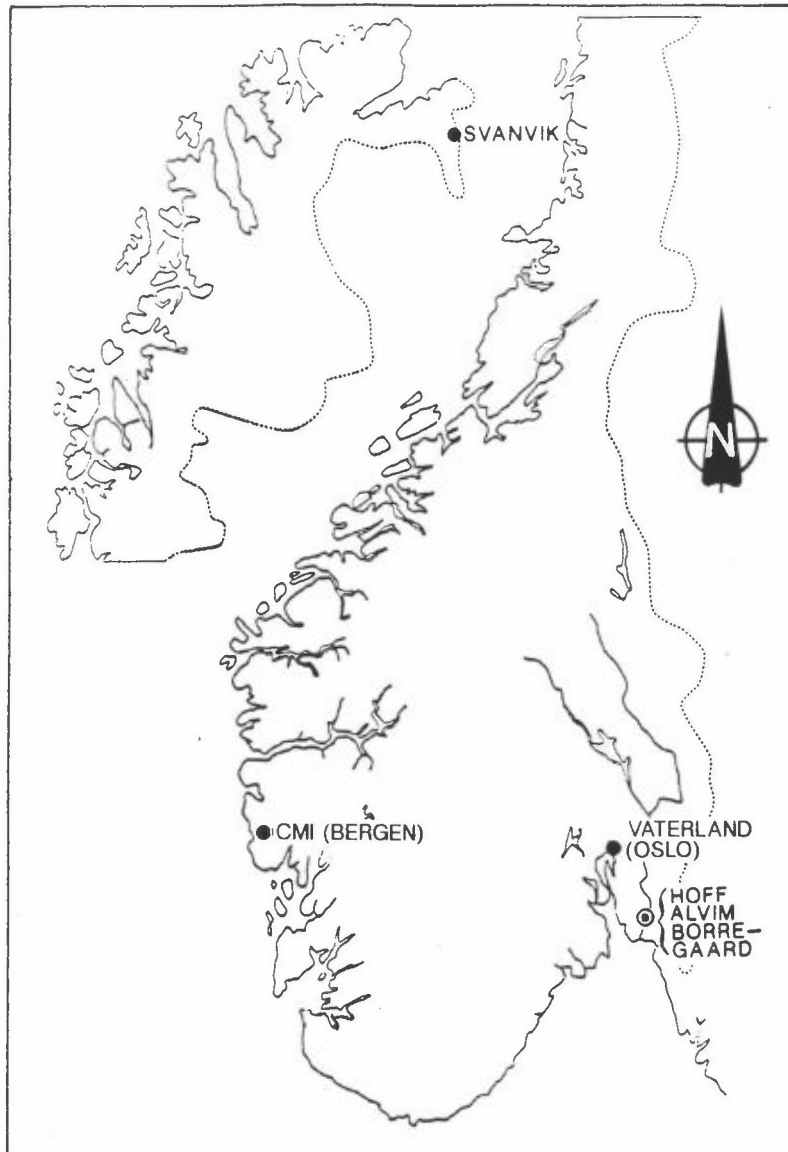 SVANVIK
N
CMI (BERGEN)
VATERLAND
(OSLO)
HOFF
ALVIM
BORRE-
GAARD